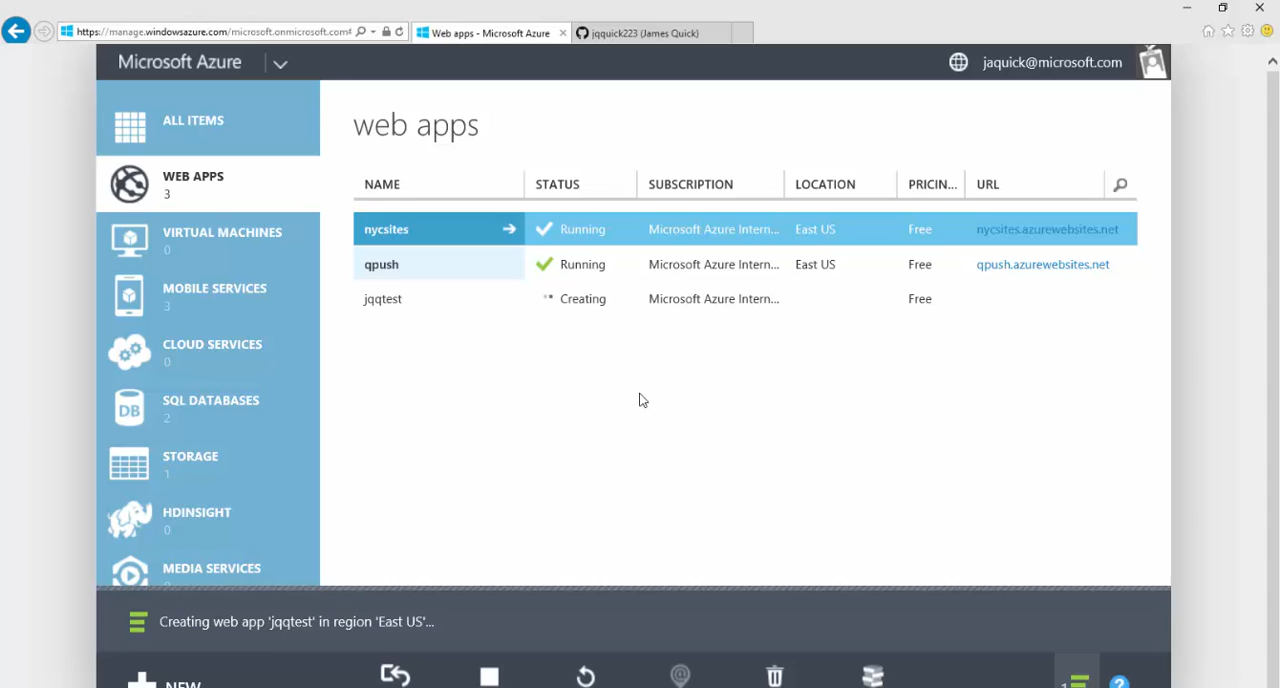 https://manage.windowsazure.com/microsoft.onmicrosoft.com#
Web apps - Microsoft Azure
jqquick223 (James Quick)
Microsoft Azure
jaquick@microsoft.com
ALL ITEMS
WEB APPS
3
VIRTUAL MACHINES
0
MOBILE SERVICES
3
CLOUD SERVICES
0
SQL DATABASES
2
DB
STORAGE
1
HDINSIGHT
0
MEDIA SERVICES
web apps
NAME STATUS SUBSCRIPTION LOCATION PRICIN... URL
nycsites Running Microsoft Azure Intern... East US Free nycsites.azurewebsites.net
qpush Running Microsoft Azure Intern... East US Free qpush.azurewebsites.net
jqqtest Creating Microsoft Azure Intern... Free
Creating web app 'jqqtest' in region 'East US'...
NEW
1
?